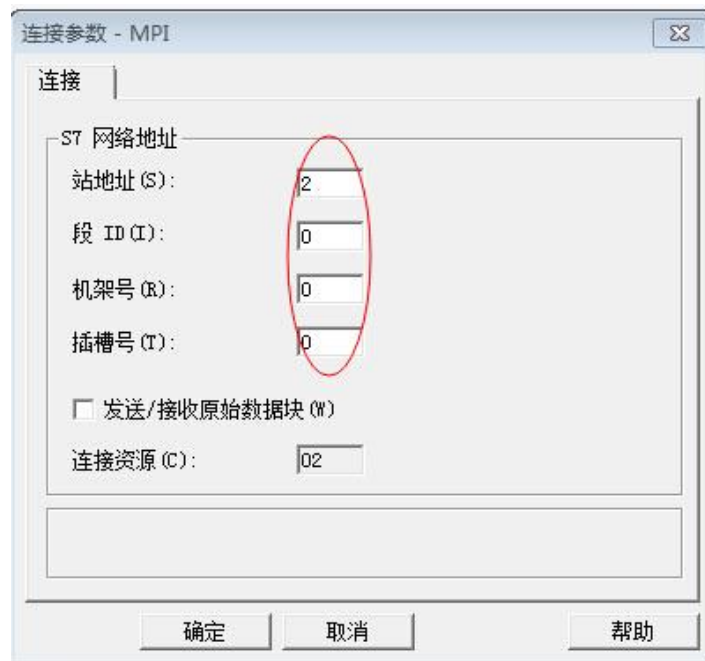 连接参数 - MPI
连接
S7 网络地址
站地址(S): 2
段 ID(I): 0
机架号(R): 0
插槽号(T): 0
发送/接收原始数据块(W)
连接资源(C): 02
确定 取消 帮助